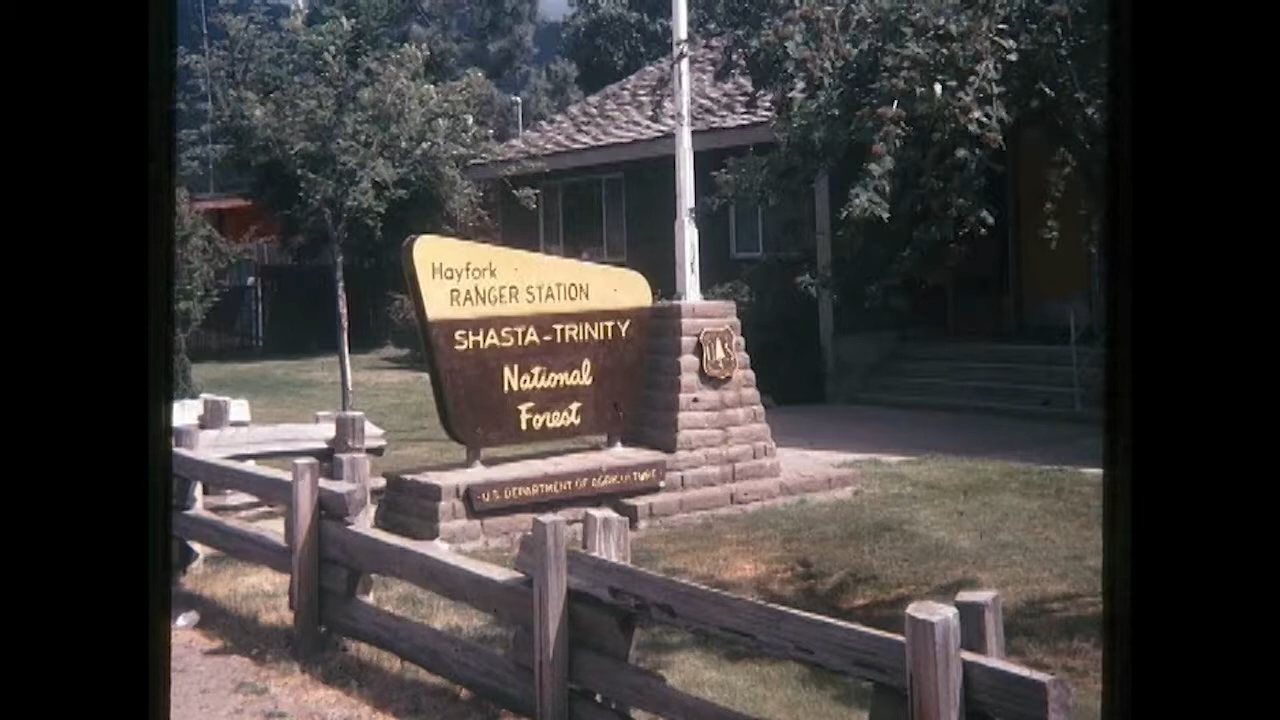 Hayfork
RANGER STATION
SHASTA-TRINITY
National
Forest
U.S. DEPARTMENT OF AGRICULTURE
U S